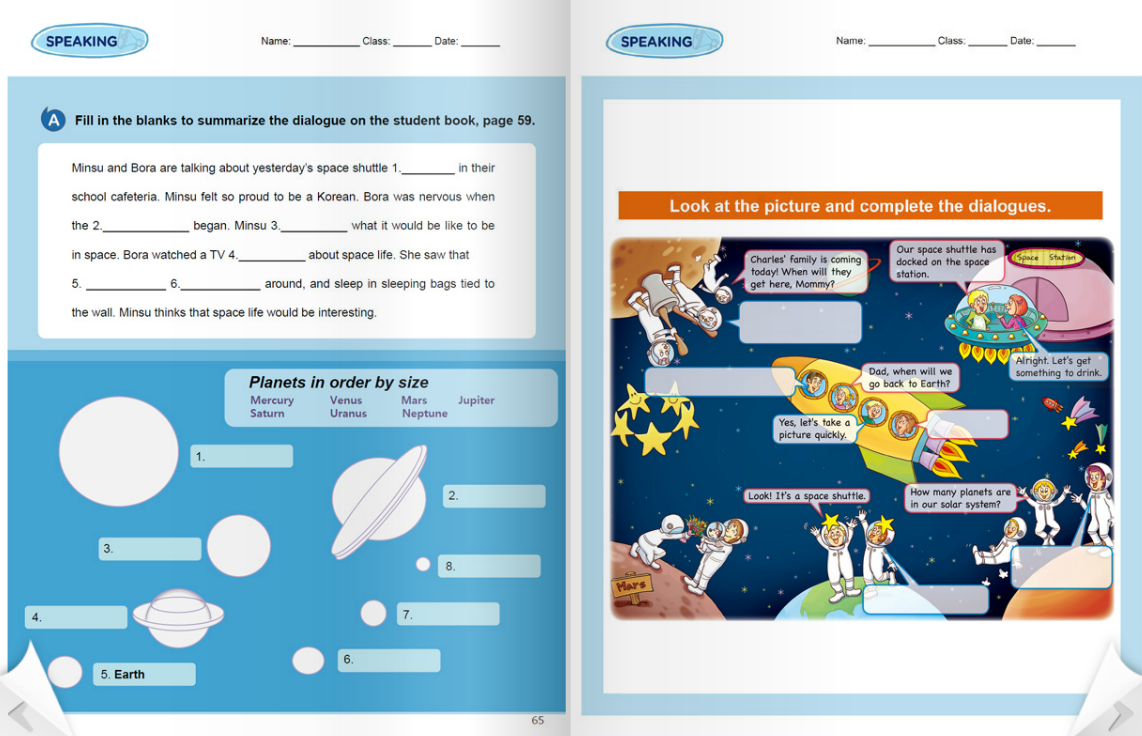 SPEAKING
Name: ____________ Class: _______ Date: _______
A Fill in the blanks to summarize the dialogue on the student book, page 59.
Minsu and Bora are talking about yesterday's space shuttle 1.________ in their
school cafeteria. Minsu felt so proud to be a Korean. Bora was nervous when
the 2._____________ began. Minsu 3.__________ what it would be like to be
in space. Bora watched a TV 4.__________ about space life. She saw that
5. ____________ 6.____________ around, and sleep in sleeping bags tied to
the wall. Minsu thinks that space life would be interesting.
Planets in order by size
Mercury Venus Mars Jupiter
Saturn Uranus Neptune
1.
2.
3.
8.
4.
7.
6.
5. Earth
65
SPEAKING
Name: ____________ Class: _______ Date: _______
Look at the picture and complete the dialogues.
Charles' family is coming
today! When will they
get here, Mommy?
Our space shuttle has
docked on the space
station.
Space Station
Alright. Let's get
something to drink.
Dad, when will we
go back to Earth?
Yes, let's take a
picture quickly.
Look! It's a space shuttle.
How many planets are
in our solar system?
Mars